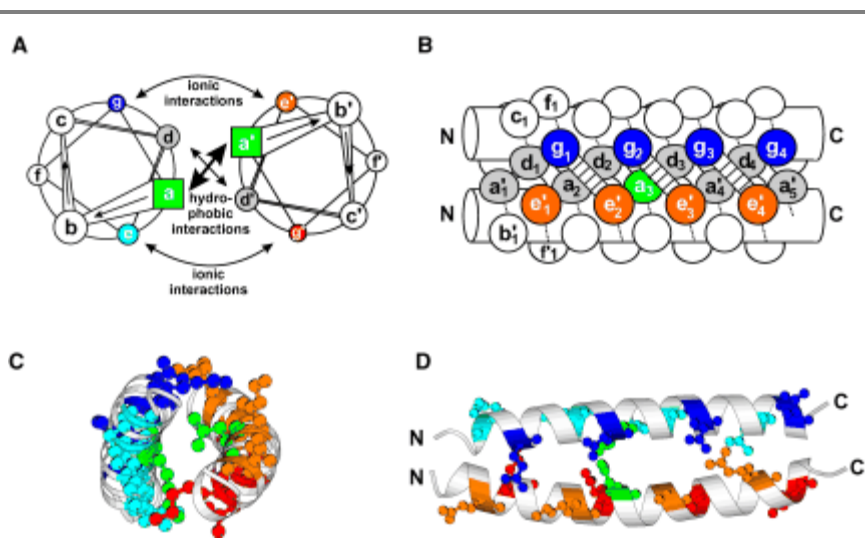 A
ionic
interactions
g
e'
c
d
a'
b'
f
f'
a
d'
hydro-
phobic
interactions
b
e
g'
c'
ionic
interactions
B
c1 f1
N
C
g1 g2 g3 g4
d1 d2 d3 d4
a'1 a2 a3 a'4 a'5
e'1 e'2 e'3 e'4
N
C
b'1
f'1
C
D
C
N
N
C